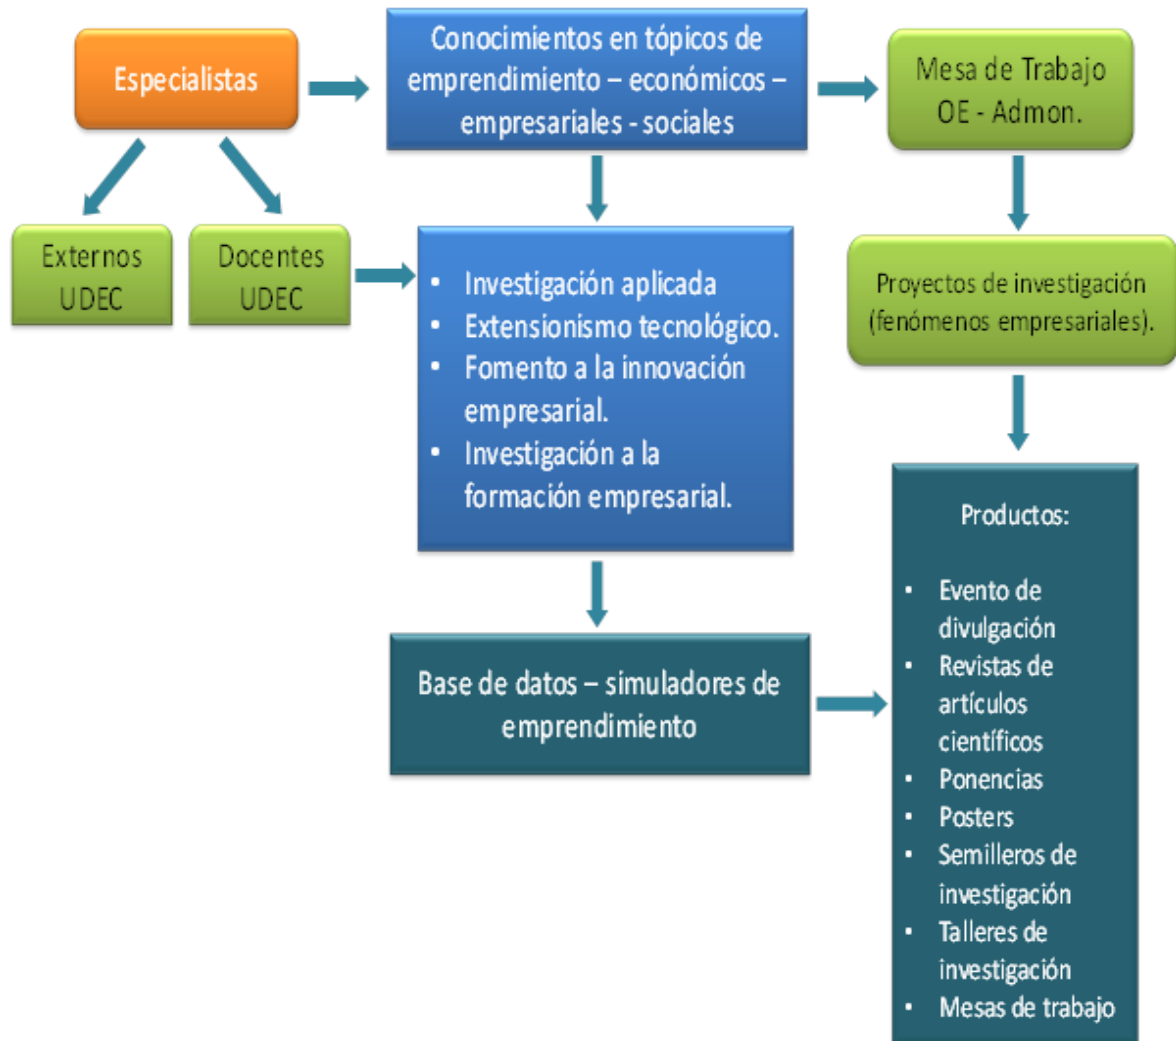 Especialistas
Conocimientos en tópicos de
emprendimiento – económicos –
empresariales - sociales
Mesa de Trabajo
OE - Admon.
Externos
UDEC
Docentes
UDEC
• Investigación aplicada
• Extensionismo tecnológico.
• Fomento a la innovación
empresarial.
• Investigación a la
formación empresarial.
Proyectos de investigación
(fenómenos empresariales).
Base de datos – simuladores de
emprendimiento
Productos:
• Evento de
divulgación
• Revistas de
artículos
científicos
• Ponencias
• Posters
• Semilleros de
investigación
• Talleres de
investigación
• Mesas de trabajo